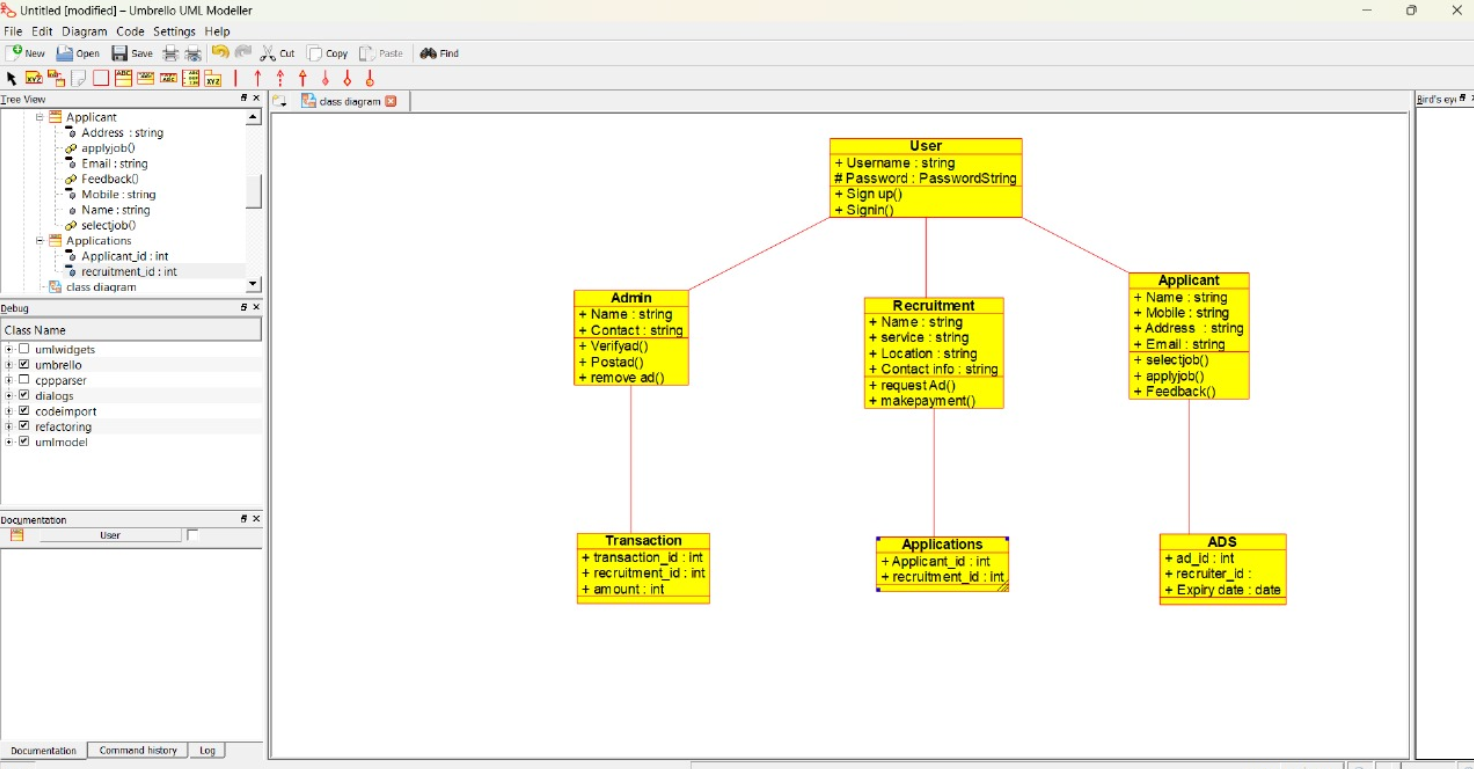 Untitled [modified] – Umbrello UML Modeller
File Edit Diagram Code Settings Help
New Open Save Cut Copy Paste Find
Tree View
class diagram
Bird's ey
Applicant
Address : string
applyjob()
Email : string
Feedback()
Mobile : string
Name : string
selectjob()
Applications
Applicant_id : int
recruitment_id : int
class diagram
Debug
Class Name
umlwidgets
umbrello
cppparser
dialogs
codeimport
refactoring
umlmodel
Documentation
User
Documentation Command history Log
User
+ Username : string
# Password : PasswordString
+ Sign up()
+ Signin()
Admin
+ Name : string
+ Contact : string
+ Verifyad()
+ Postad()
+ remove ad()
Recruitment
+ Name : string
+ service : string
+ Location : string
+ Contact info : string
+ request Ad()
+ makepayment()
Applicant
+ Name : string
+ Mobile : string
+ Address : string
+ Email : string
+ selectjob()
+ applyjob()
+ Feedback()
Transaction
+ transaction_id : int
+ recruitment_id : int
+ amount : int
Applications
+ Applicant_id : int
+ recruitment_id : int
ADS
+ ad_id : int
+ recruiter_id :
+ Expiry date : date